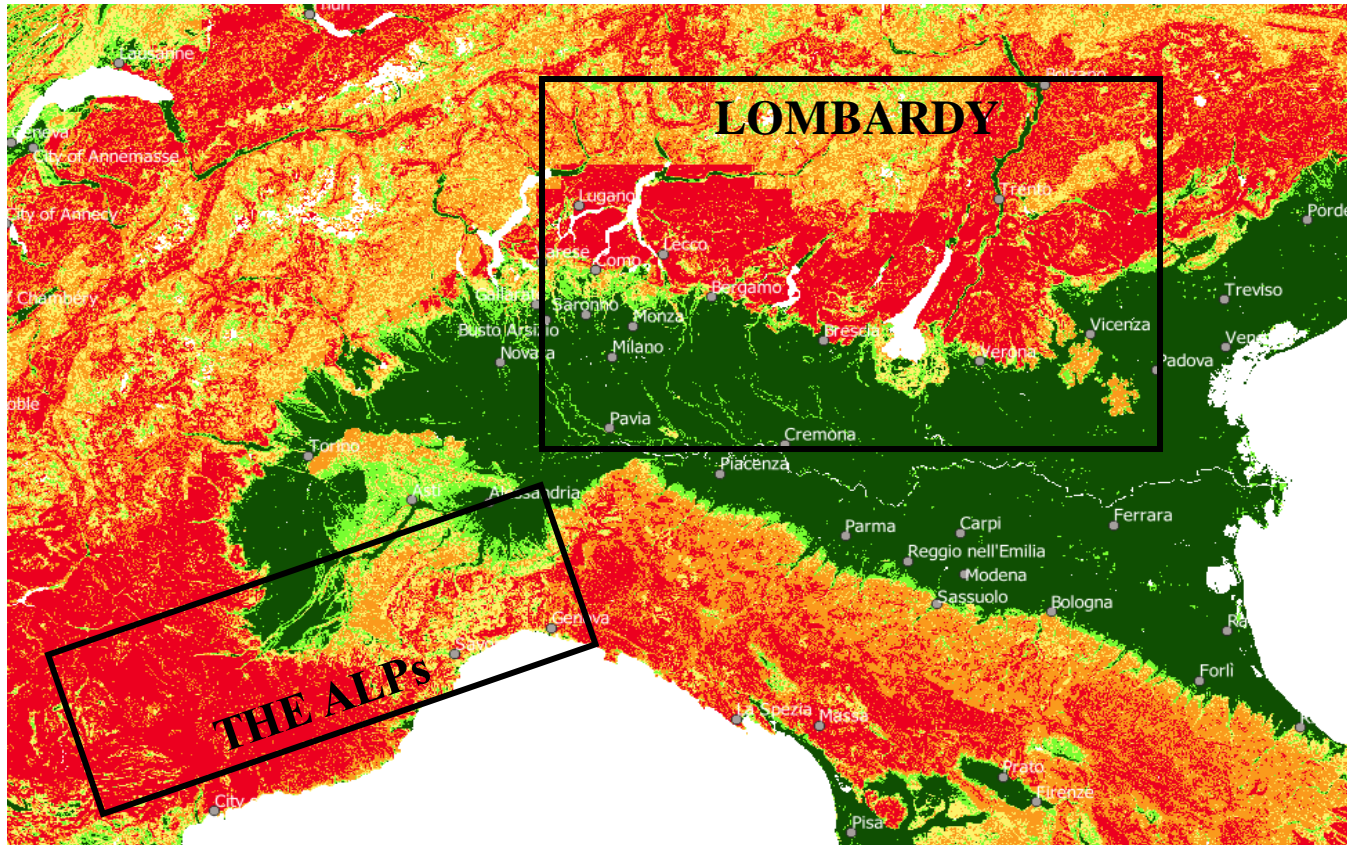 Lausanne
LOMBARDY
City of Annemasse
City of Annecy
Trento
Lugano
Porde
Lecco
Como
Chambéry
Bergamo
Treviso
Saronno
Monza
Busto Arsizio
Brescia
Vicenza
Milano
Novara
Verona
Padova
Pavia
Cremona
Torino
Piacenza
Asti
Alessandria
Parma
Carpi
Ferrara
Reggio nell'Emilia
Modena
Sassuolo
Bologna
Genova
Forlì
THE ALPs
La Spezia
Massa
Prato
City
Firenze
Pisa